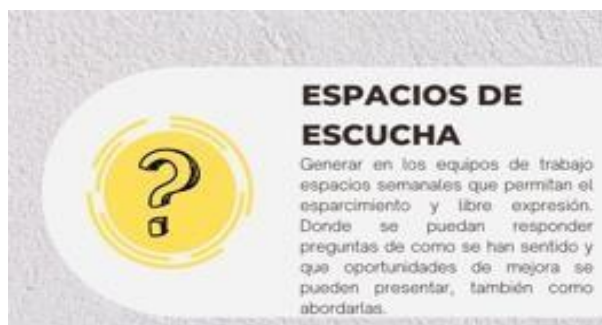 ESPACIOS DE
ESCUCHA
Generar en los equipos de trabajo
espacios semanales que permitan el
esparcimiento y libre expresión.
Donde se puedan responder
preguntas de como se han sentido y
que oportunidades de mejora se
pueden presentar, también como
abordarlas.